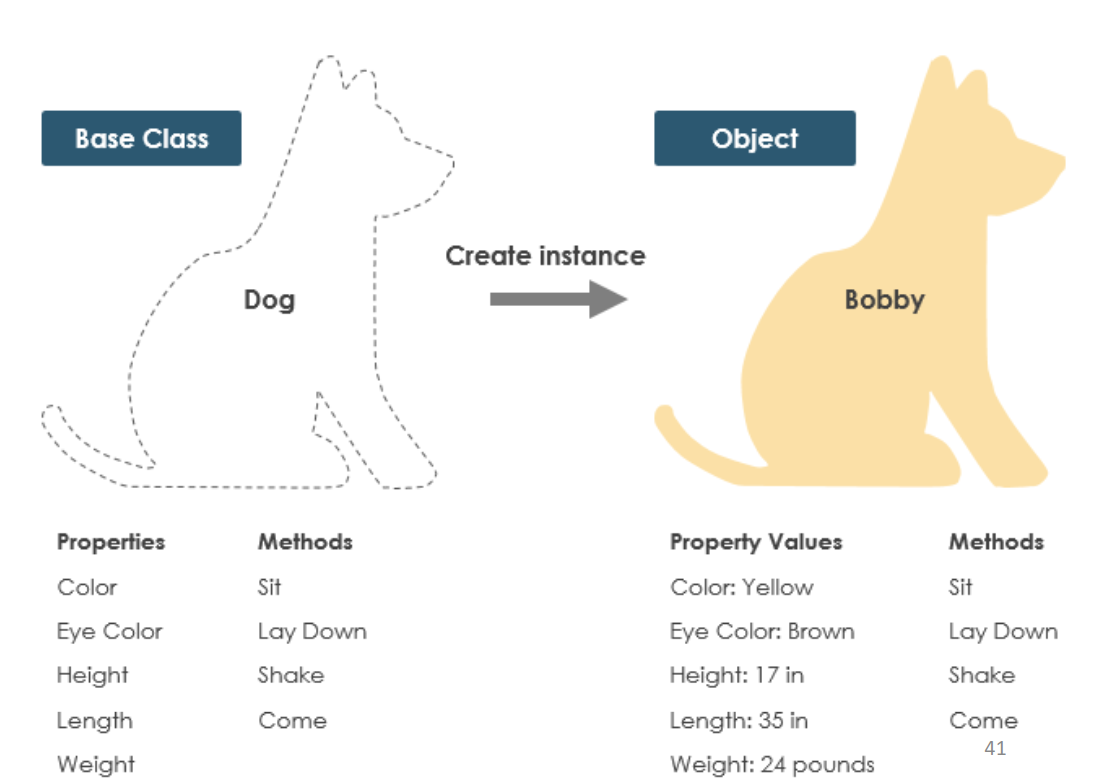 Base Class
Object
Create instance
Dog
Bobby
Properties Methods
Color Sit
Eye Color Lay Down
Height Shake
Length Come
Weight
Property Values Methods
Color: Yellow Sit
Eye Color: Brown Lay Down
Height: 17 in Shake
Length: 35 in Come
41
Weight: 24 pounds